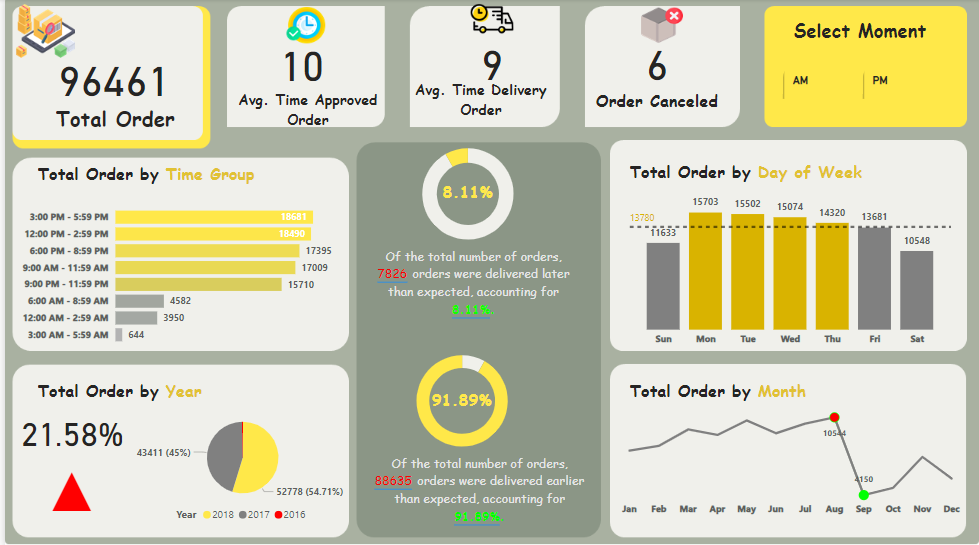 96461
Total Order
10
Avg. Time Approved
Order
9
Avg. Time Delivery
Order
6
Order Canceled
Select Moment
AM
PM
Total Order by Time Group
3:00 PM - 5:59 PM 18681
12:00 PM - 2:59 PM 18490
6:00 PM - 8:59 PM 17395
9:00 AM - 11:59 AM 17009
9:00 PM - 11:59 PM 15710
6:00 AM - 8:59 AM 4582
12:00 AM - 2:59 AM 3950
3:00 AM - 5:59 AM 644
8.11%
Of the total number of orders,
7826 orders were delivered later
than expected, accounting for
8.11%.
91.89%
Of the total number of orders,
88635 orders were delivered earlier
than expected, accounting for
91.89%.
Total Order by Day of Week
13780
11633 15703 15502 15074 14320 13681 10548
Sun Mon Tue Wed Thu Fri Sat
Total Order by Year
21.58%
43411 (45%)
52778 (54.71%)
Year 2018 2017 2016
Total Order by Month
10544
4150
Jan Feb Mar Apr May Jun Jul Aug Sep Oct Nov Dec